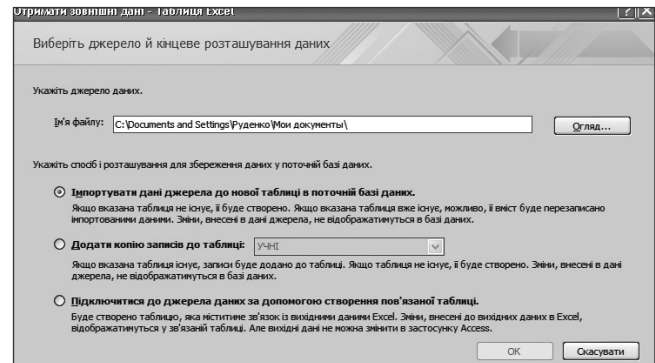 Отримати зовнішні дані - Таблиця Excel
Виберіть джерело й кінцеве розташування даних
Укажіть джерело даних.
Ім'я файлу: C:\Documents and Settings\Руденко\Мои документы\ Огляд...
Укажіть спосіб і розташування для збереження даних у поточній базі даних.
Імпортувати дані джерела до нової таблиці в поточній базі даних.
Якщо вказана таблиця не існує, її буде створено. Якщо вказана таблиця вже існує, можливо, її вміст буде перезаписано
імпортованими даними. Зміни, внесені в дані джерела, не відображатимуться в базі даних.
Додати копію записів до таблиці: УЧНІ
Якщо вказана таблиця існує, записи буде додано до таблиці. Якщо таблиця не існує, її буде створено. Зміни, внесені в дані
джерела, не відображатимуться в базі даних.
Підключитися до джерела даних за допомогою створення пов'язаної таблиці.
Буде створено таблицю, яка міститиме зв'язок із вихідними даними Excel. Зміни, внесені до вихідних даних в Excel,
відображатимуться у зв'язаній таблиці. Але вихідні дані не можна змінити в застосунку Access.
ОК Скасувати